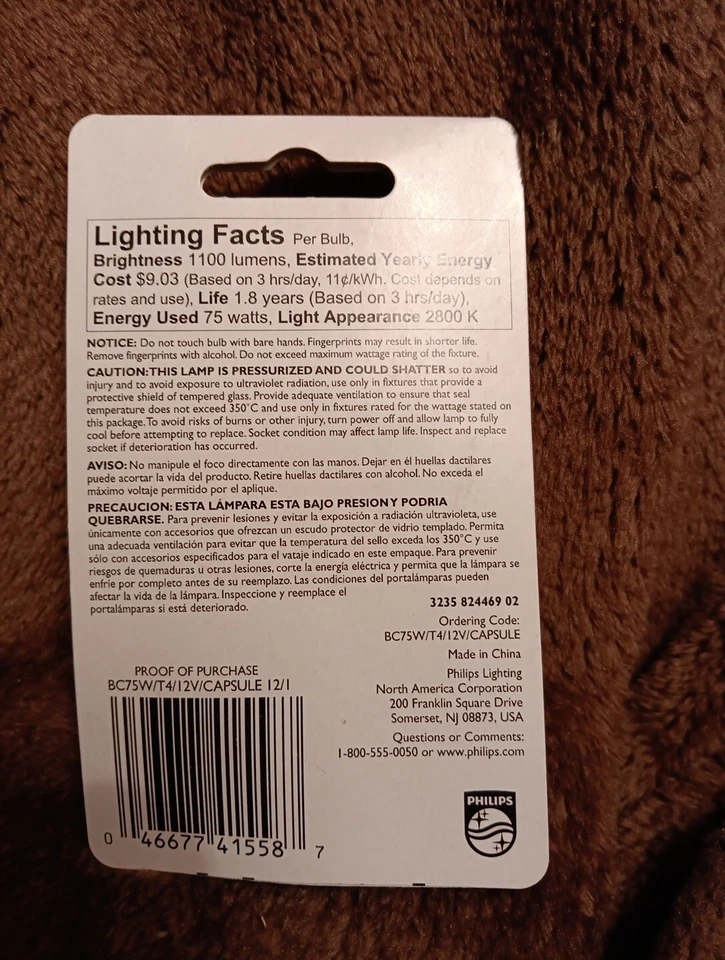 Lighting Facts Per Bulb,
Brightness 1100 lumens, Estimated Yearly Energy
Cost $9.03 (Based on 3 hrs/day, 11¢/kWh. Cost depends on
rates and use), Life 1.8 years (Based on 3 hrs/day),
Energy Used 75 watts, Light Appearance 2800 K
NOTICE: Do not touch bulb with bare hands. Fingerprints may result in shorter life.
Remove fingerprints with alcohol. Do not exceed maximum wattage rating of the fixture.
CAUTION:THIS LAMP IS PRESSURIZED AND COULD SHATTER so to avoid
injury and to avoid exposure to ultraviolet radiation, use only in fixtures that provide a
protective shield of tempered glass. Provide adequate ventilation to ensure that seal
temperature does not exceed 350°C and use only in fixtures rated for the wattage stated on
this package. To avoid risks of burns or other injury, turn power off and allow lamp to fully
cool before attempting to replace. Socket condition may affect lamp life. Inspect and replace
socket if deterioration has occurred.
AVISO: No manipule el foco directamente con las manos. Dejar en él huellas dactilares
puede acortar la vida del producto. Retire huellas dactilares con alcohol. No exceda el
máximo voltaje permitido por el aplique.
PRECAUCION: ESTA LÁMPARA ESTA BAJO PRESION Y PODRIA
QUEBRARSE. Para prevenir lesiones y evitar la exposición a radiación ultravioleta, use
únicamente con accesorios que ofrezcan un escudo protector de vidrio templado. Permita
una adecuada ventilación para evitar que la temperatura del sello exceda los 350°C y use
sólo con accesorios especificados para el vataje indicado en este empaque. Para prevenir
riesgos de quemaduras u otras lesiones, corte la energía eléctrica y permita que la lámpara se
enfríe por completo antes de su reemplazo. Las condiciones del portalámparas pueden
afectar la vida de la lámpara. Inspeccione y reemplace el
portalámparas si está deteriorado.
3235 824469 02
Ordering Code:
BC75W/T4/12V/CAPSULE
Made in China
Philips Lighting
North America Corporation
200 Franklin Square Drive
Somerset, NJ 08873, USA
Questions or Comments:
1-800-555-0050 or www.philips.com
PROOF OF PURCHASE
BC75W/T4/12V/CAPSULE 12/1
0 46677 41558 7
PHILIPS